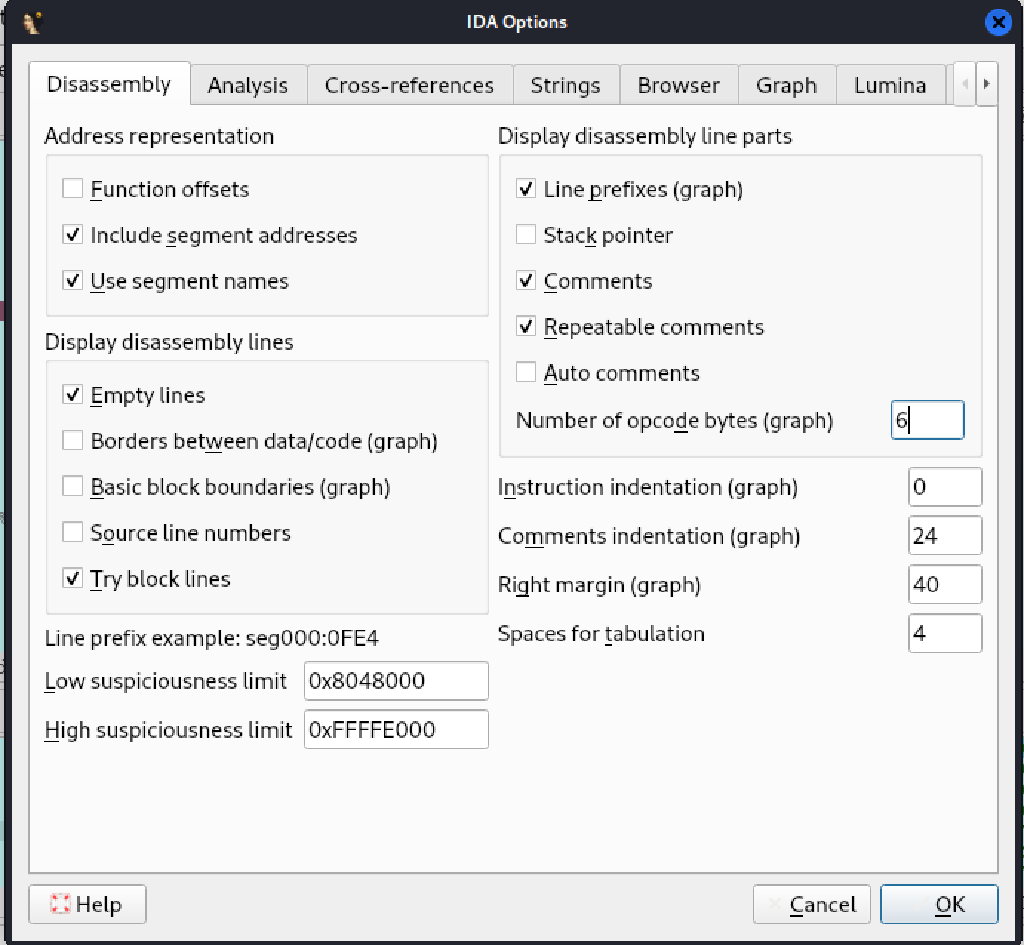 IDA Options
Disassembly Analysis Cross-references Strings Browser Graph Lumina
Address representation
Function offsets
Include segment addresses
Use segment names
Display disassembly lines
Empty lines
Borders between data/code (graph)
Basic block boundaries (graph)
Source line numbers
Try block lines
Line prefix example: seg000:0FE4
Low suspiciousness limit 0x8048000
High suspiciousness limit 0xFFFFE000
Display disassembly line parts
Line prefixes (graph)
Stack pointer
Comments
Repeatable comments
Auto comments
Number of opcode bytes (graph) 6
Instruction indentation (graph) 0
Comments indentation (graph) 24
Right margin (graph) 40
Spaces for tabulation 4
Help Cancel OK